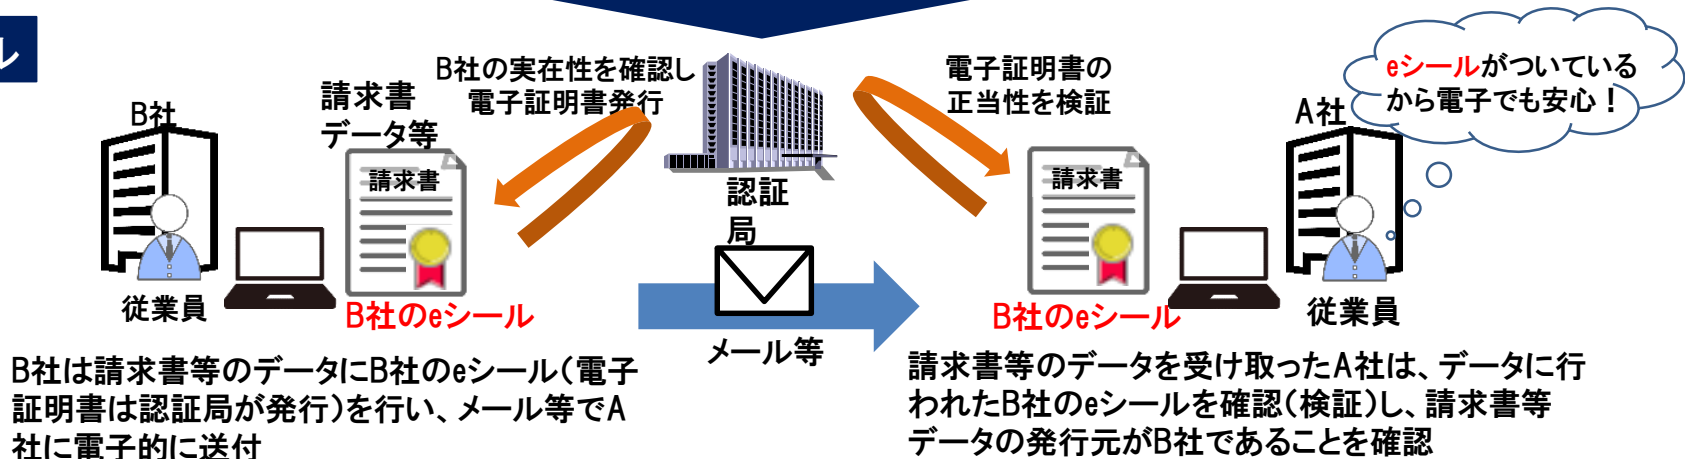 ル
B社の実在性を確認し
電子証明書発行
電子証明書の
正当性を検証
eシールがついている
から電子でも安心！
B社
請求書
データ等
請求書
従業員
B社のeシール
認証
局
メール等
A社
請求書
従業員
B社のeシール
B社は請求書等のデータにB社のeシール（電子
証明書は認証局が発行）を行い、メール等でA
社に電子的に送付
請求書等のデータを受け取ったA社は、データに行
われたB社のeシールを確認（検証）し、請求書等
データの発行元がB社であることを確認